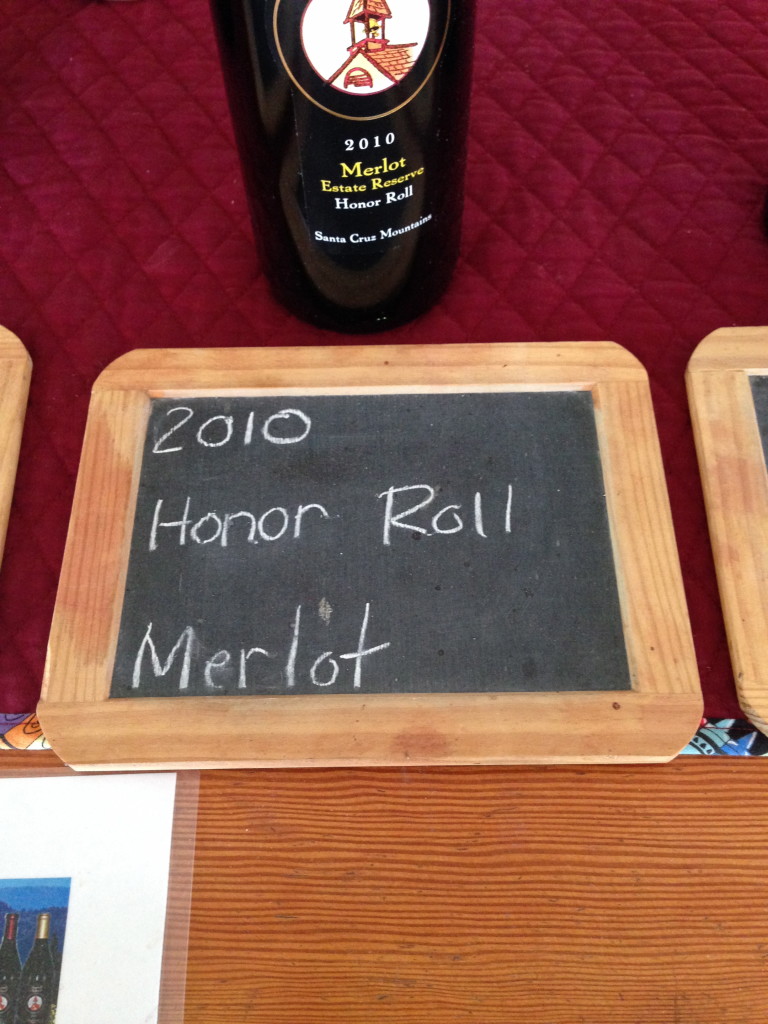 2010
Merlot
Estate Reserve
Honor Roll
Santa Cruz Mountains
2010
Honor Roll
Merlot